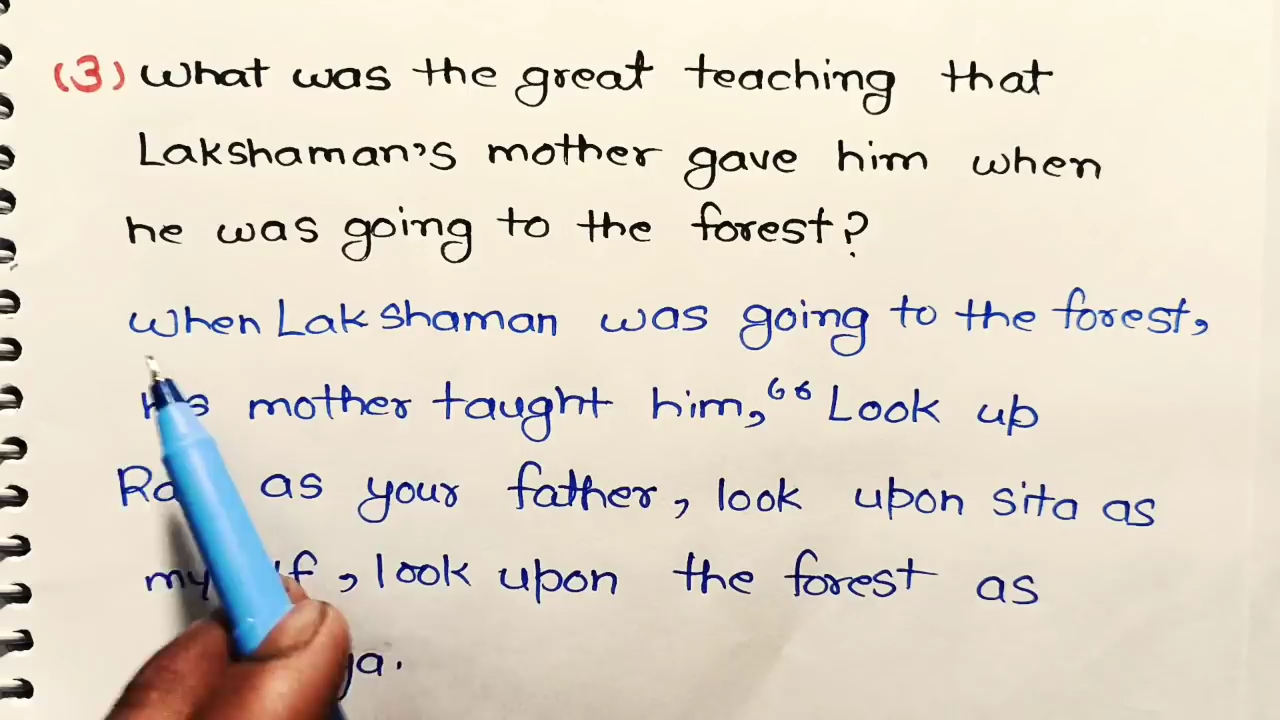 (3) What was the great teaching that
Lakshaman's mother gave him when
he was going to the forest?
When Lakshaman was going to the forest,
mother taught him, “Look up
as your father, look upon sita as
, look upon the forest as